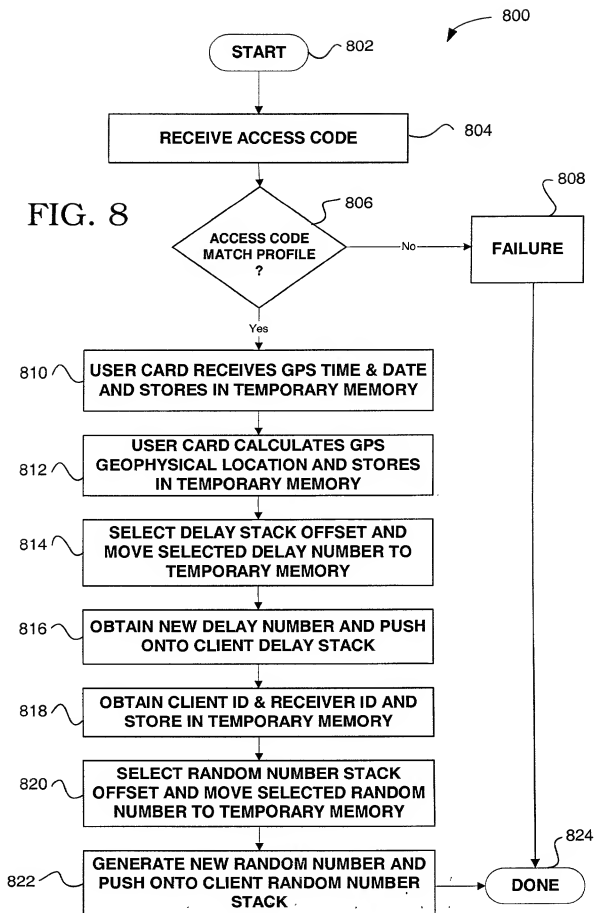 800
START
802
RECEIVE ACCESS CODE
804
FIG. 8
806
ACCESS CODE
MATCH PROFILE
?
No
808
FAILURE
Yes
810
USER CARD RECEIVES GPS TIME & DATE
AND STORES IN TEMPORARY MEMORY
812
USER CARD CALCULATES GPS
GEOPHYSICAL LOCATION AND STORES
IN TEMPORARY MEMORY
814
SELECT DELAY STACK OFFSET AND
MOVE SELECTED DELAY NUMBER TO
TEMPORARY MEMORY
816
OBTAIN NEW DELAY NUMBER AND PUSH
ONTO CLIENT DELAY STACK
818
OBTAIN CLIENT ID & RECEIVER ID AND
STORE IN TEMPORARY MEMORY
820
SELECT RANDOM NUMBER STACK
OFFSET AND MOVE SELECTED RANDOM
NUMBER TO TEMPORARY MEMORY
822
GENERATE NEW RANDOM NUMBER AND
PUSH ONTO CLIENT RANDOM NUMBER
STACK
824
DONE